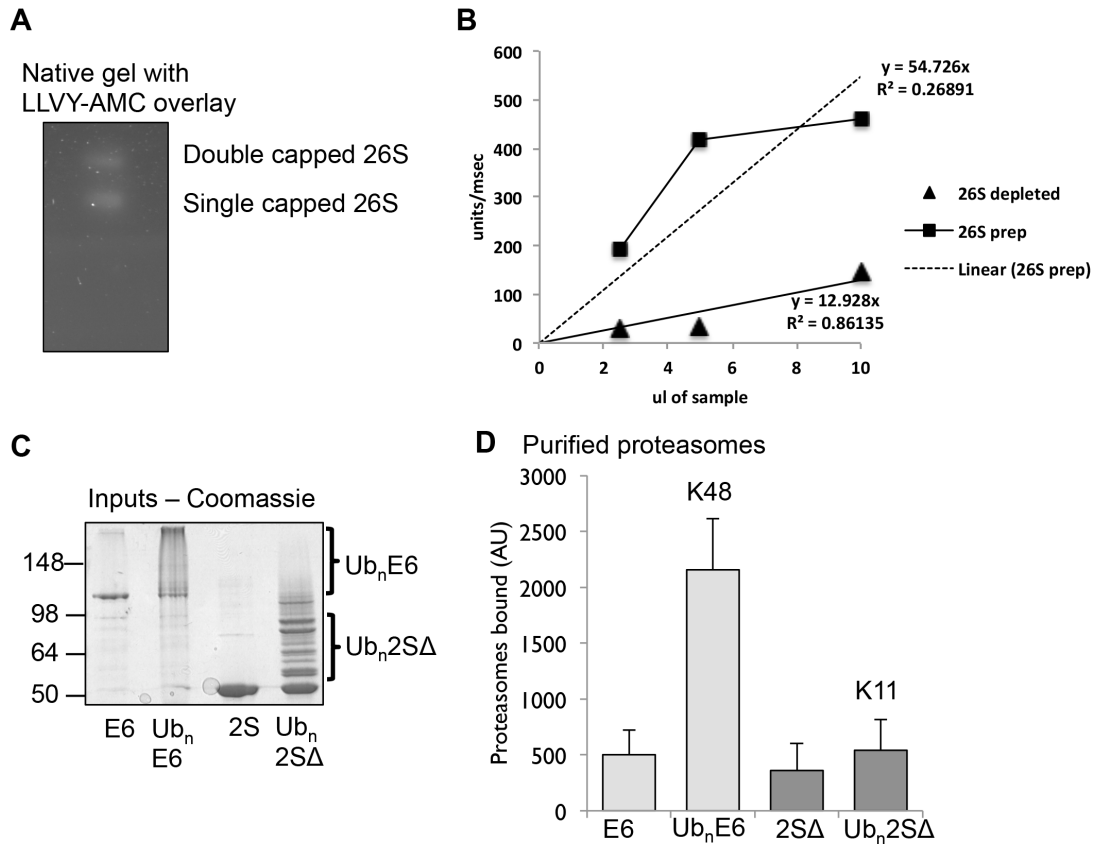 A
Native gel with
LLVY-AMC overlay
Double capped 26S
Single capped 26S
B
600
500
400
300
200
100
0
units/msec
0 2 4 6 8 10
ul of sample
y = 54.726x
R² = 0.26891
y = 12.928x
R² = 0.86135
26S depleted
26S prep
Linear (26S prep)
C
Inputs – Coomassie
148
98
64
50
UbnE6
Ubn2SΔ
E6
Ubn
E6
2S
Ubn
2SΔ
D
Purified proteasomes
Proteasomes bound (AU)
3000
2500
2000
1500
1000
500
0
K48
K11
E6 UbnE6 2SΔ Ubn2SΔ